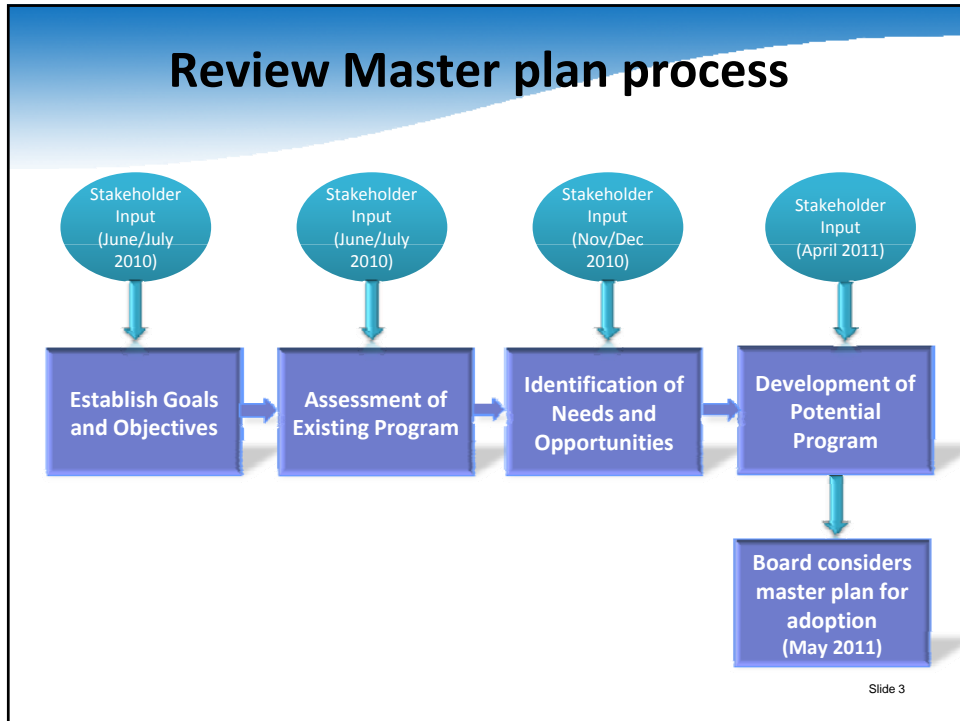 Review Master plan process
Stakeholder
Input
(June/July
2010)
Stakeholder
Input
(June/July
2010)
Stakeholder
Input
(Nov/Dec
2010)
Stakeholder
Input
(April 2011)
Establish Goals
and Objectives
Assessment of
Existing Program
Identification of
Needs and
Opportunities
Development of
Potential
Program
Board considers
master plan for
adoption
(May 2011)
Slide 3